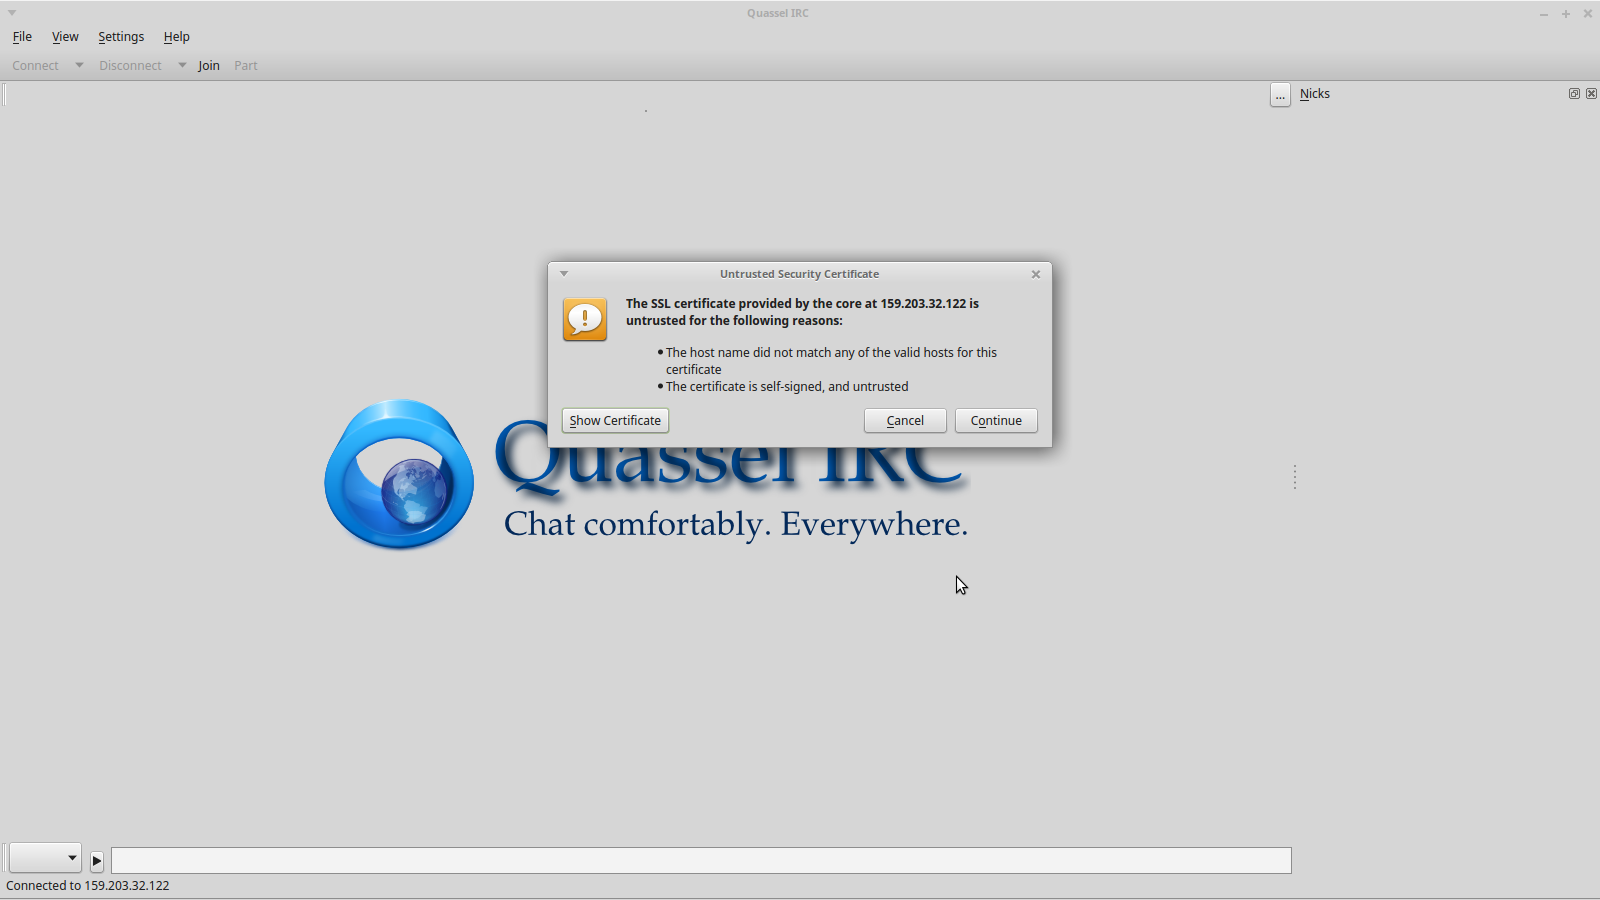 Quassel IRC
File View Settings Help
Connect Disconnect Join Part
... Nicks
Untrusted Security Certificate
The SSL certificate provided by the core at 159.203.32.122 is
untrusted for the following reasons:
The host name did not match any of the valid hosts for this
certificate
The certificate is self-signed, and untrusted
Show Certificate Cancel Continue
Quassel IRC
Chat comfortably. Everywhere.
Connected to 159.203.32.122